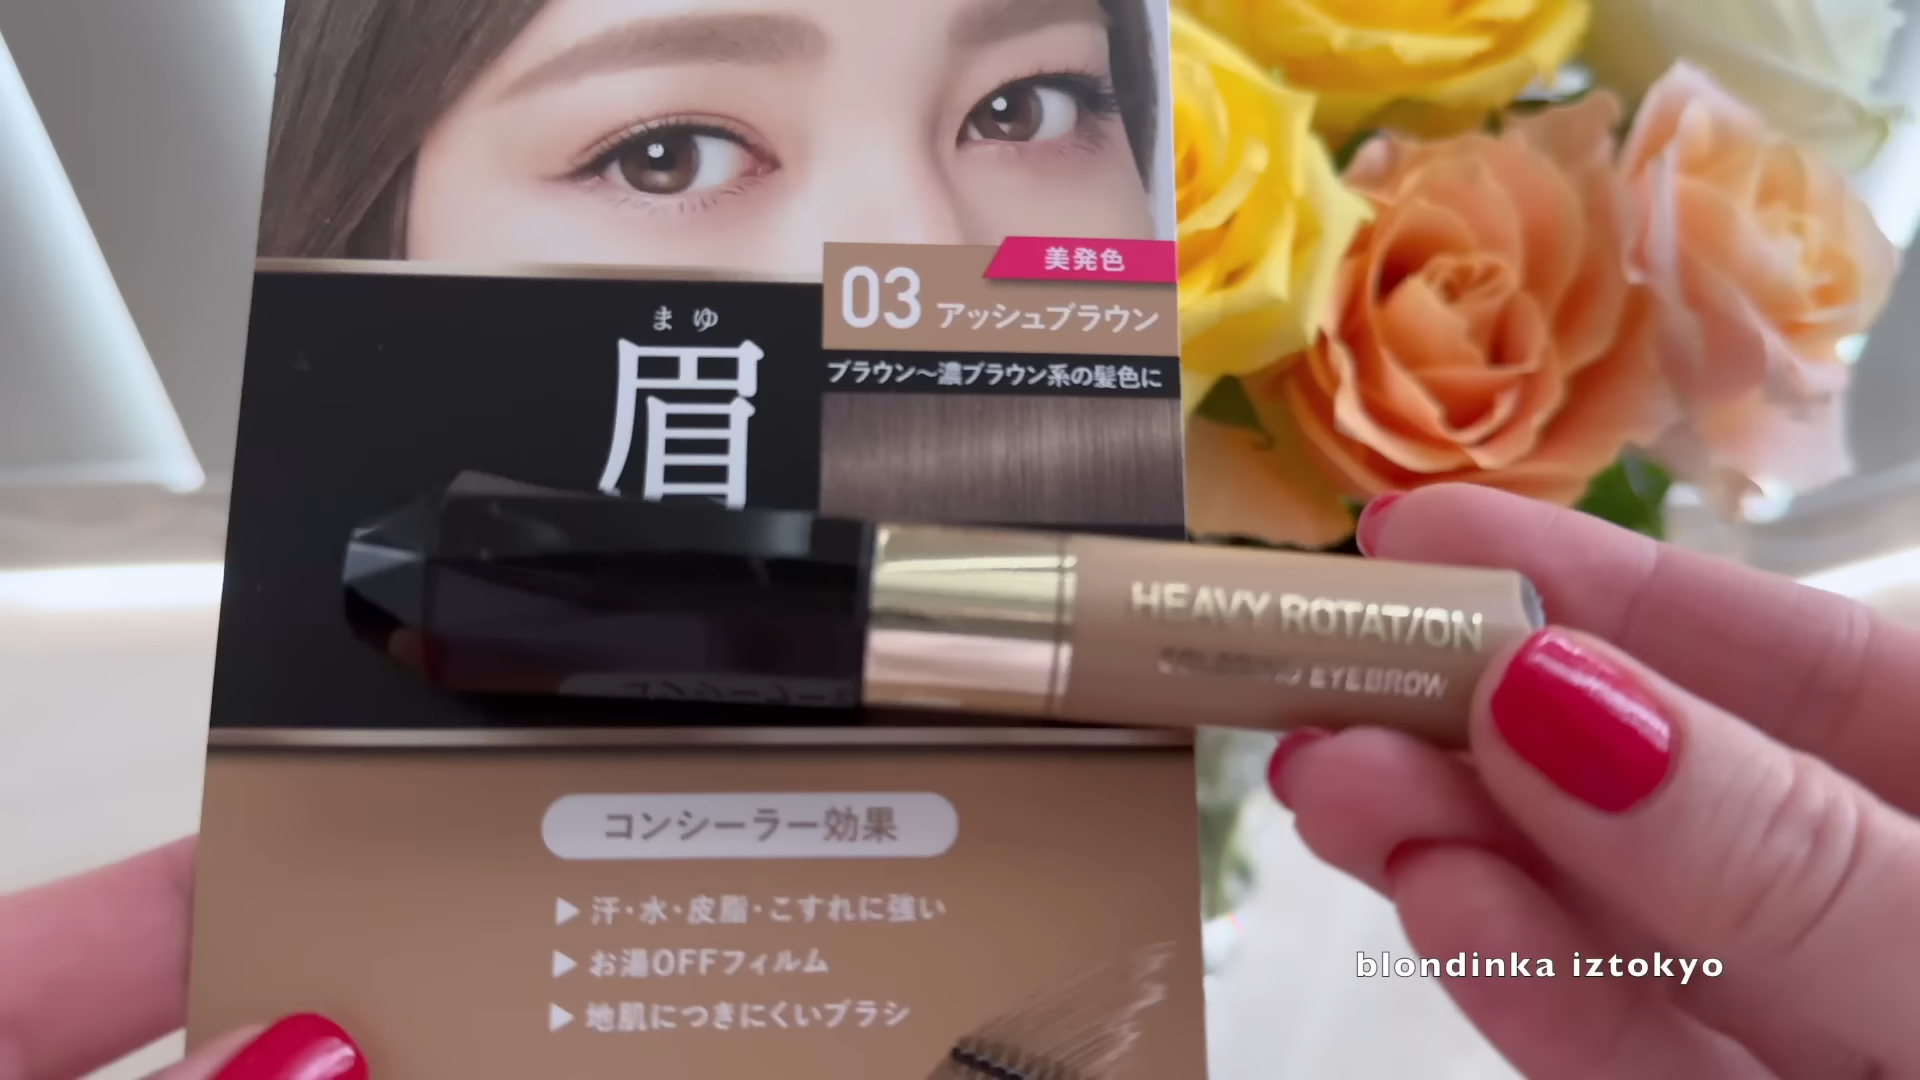 美発色
03 アッシュブラウン
ブラウン〜濃ブラウン系の髪色に
まゆ
眉
HEAVY ROTATION
COLORING EYEBROW
コンシーラー効果
▶汗・水・皮脂・こすれに強い
▶お湯OFFフィルム
▶地肌につきにくいブラシ
blondinka iztokyo